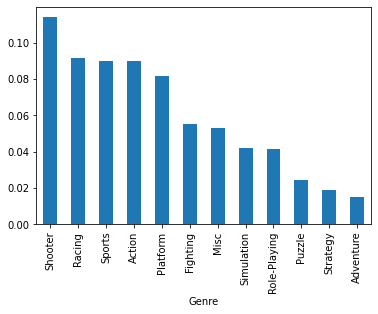 0.10
0.08
0.06
0.04
0.02
0.00
Shooter
Racing
Sports
Action
Platform
Fighting
Misc
Simulation
Role-Playing
Puzzle
Strategy
Adventure
Genre